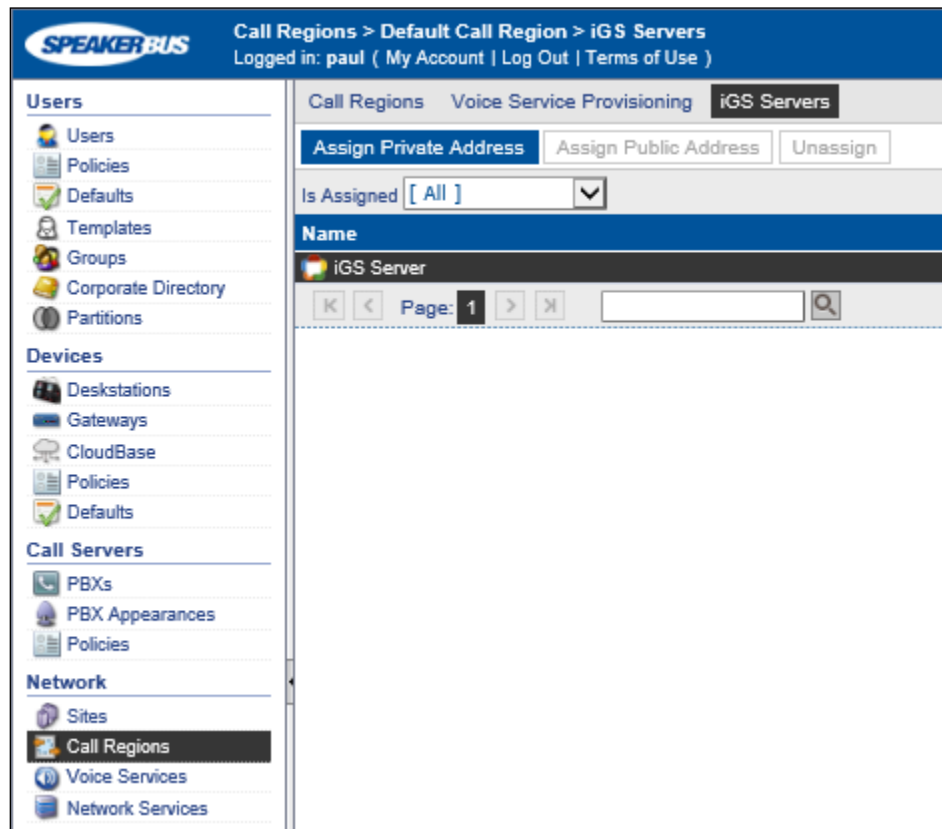 SPEAKERBUS
Call Regions > Default Call Region > iGS Servers
Logged in: paul ( My Account | Log Out | Terms of Use )
Users
Users
Policies
Defaults
Templates
Groups
Corporate Directory
Partitions
Devices
Deskstations
Gateways
CloudBase
Policies
Defaults
Call Servers
PBXs
PBX Appearances
Policies
Network
Sites
Call Regions
Voice Services
Network Services
Call Regions Voice Service Provisioning iGS Servers
Assign Private Address Assign Public Address Unassign
Is Assigned [ All ]
Name
iGS Server
Page: 1